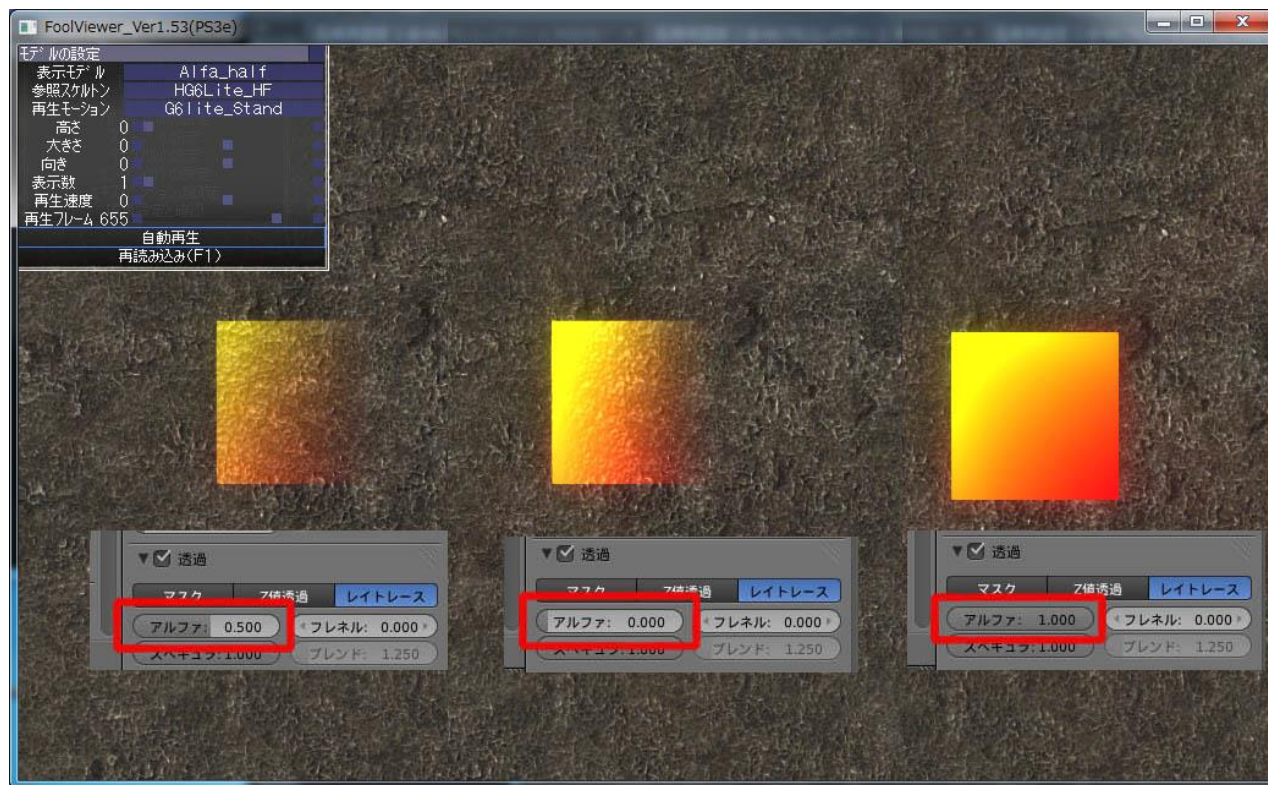 FoolViewer_Ver1.53(PS3e)
モデルの設定
表示モデル Alfa_half
参照スケルトン HG6Lite_HF
再生モーション G6lite_Stand
高さ 0
大きさ 0
向き 0
表示数 1
再生速度 0
再生フレーム 655
自動再生
再読み込み(F1)
透過
マスク Z値透過 レイトレース
アルファ: 0.500 フレネル: 0.000
スペキュラ:1.000 ブレンド: 1.250
透過
マスク Z値透過 レイトレース
アルファ: 0.000 フレネル: 0.000
スペキュラ:1.000 ブレンド: 1.250
透過
マスク Z値透過 レイトレース
アルファ: 1.000 フレネル: 0.000
スペキュラ:1.000 ブレンド: 1.250